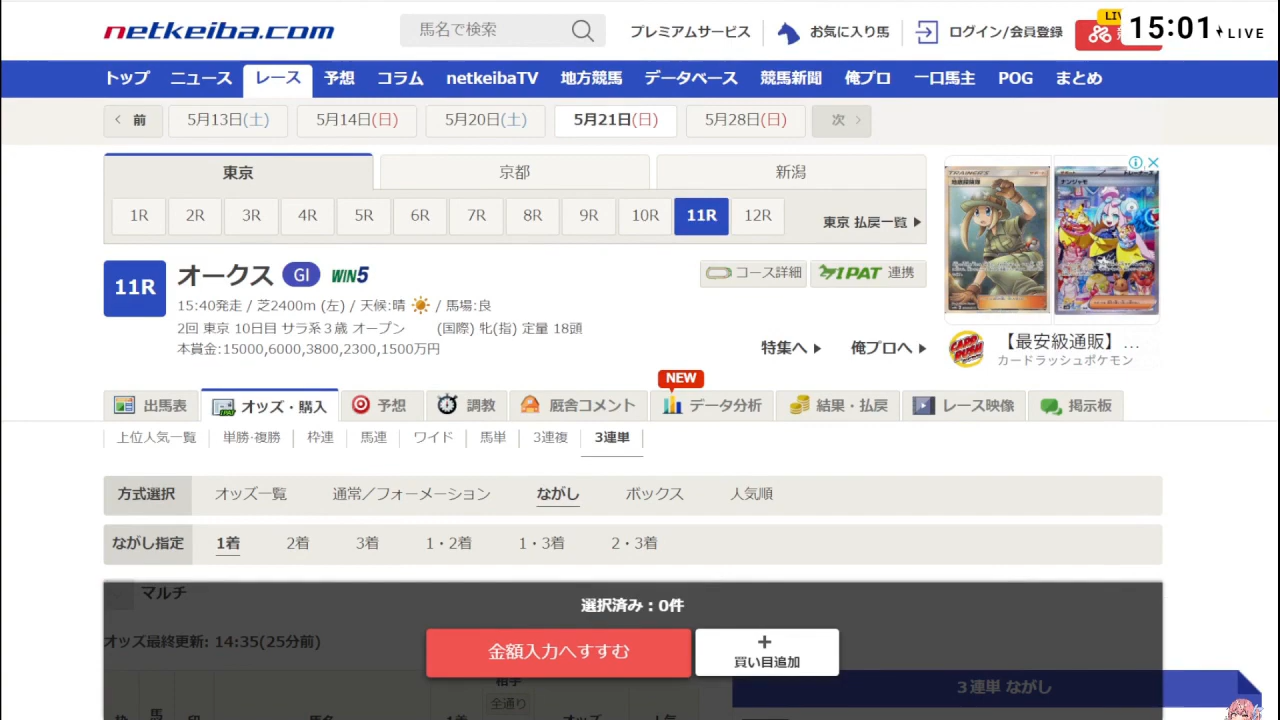 netkeiba.com
馬名で検索
プレミアムサービス
お気に入り馬
ログイン/会員登録
15:01 LIVE
トップ ニュース レース 予想 コラム netkeibaTV 地方競馬 データベース 競馬新聞 俺プロ 一口馬主 POG まとめ
前 5月13日(土) 5月14日(日) 5月20日(土) 5月21日(日) 5月28日(日) 次
東京 京都 新潟
1R 2R 3R 4R 5R 6R 7R 8R 9R 10R 11R 12R 東京 払戻一覧
11R オークス GI WIN5
コース詳細 IPAT 連携
15:40発走 / 芝2400m (左) / 天候:晴 / 馬場:良
2回 東京 10日目 サラ系3歳 オープン (国際) 牝(指) 定量 18頭
本賞金:15000,6000,3800,2300,1500万円
特集へ 俺プロへ
TRAINERS
ナンジャモ
CARD RUSH
【最安級通販】...
カードラッシュポケモン
NEW
出馬表 オッズ・購入 予想 調教 厩舎コメント データ分析 結果・払戻 レース映像 掲示板
上位人気一覧 単勝·複勝 枠連 馬連 ワイド 馬単 3連複 3連単
方式選択 オッズ一覧 通常／フォーメーション ながし ボックス 人気順
ながし指定 1着 2着 3着 1・2着 1・3着 2・3着
マルチ
選択済み：0件
オッズ最終更新: 14:35(25分前)
金額入力へすすむ
買い目追加
3連単 ながし
相手
全通り